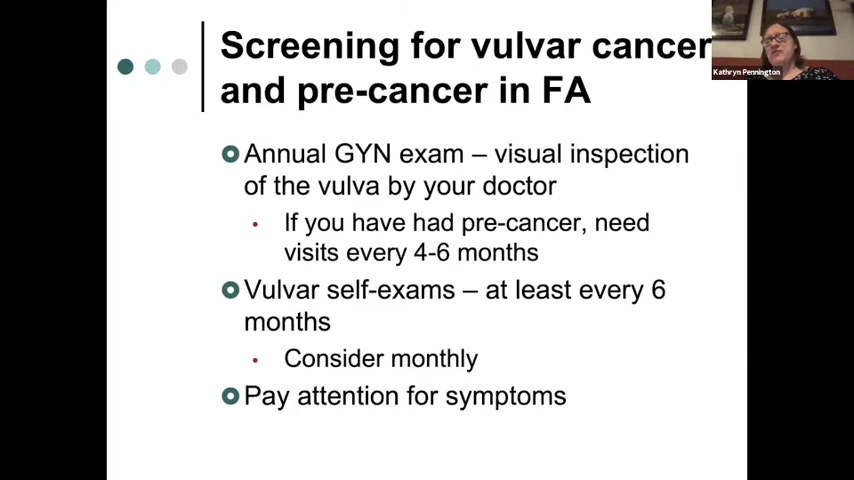 Screening for vulvar cancer
and pre-cancer in FA
Kathryn Pennington
Annual GYN exam – visual inspection
of the vulva by your doctor
• If you have had pre-cancer, need
visits every 4-6 months
Vulvar self-exams – at least every 6
months
• Consider monthly
Pay attention for symptoms